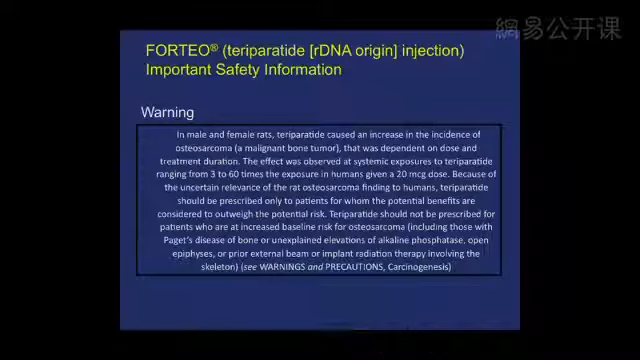 網易公开课
FORTEO® (teriparatide [rDNA origin] injection)
Important Safety Information
Warning
In male and female rats, teriparatide caused an increase in the incidence of
osteosarcoma (a malignant bone tumor), that was dependent on dose and
treatment duration. The effect was observed at systemic exposures to teriparatide
ranging from 3 to 60 times the exposure in humans given a 20 mcg dose. Because of
the uncertain relevance of the rat osteosarcoma finding to humans, teriparatide
should be prescribed only to patients for whom the potential benefits are
considered to outweigh the potential risk. Teriparatide should not be prescribed for
patients who are at increased baseline risk for osteosarcoma (including those with
Paget's disease of bone or unexplained elevations of alkaline phosphatase, open
epiphyses, or prior external beam or implant radiation therapy involving the
skeleton) (see WARNINGS and PRECAUTIONS, Carcinogenesis)